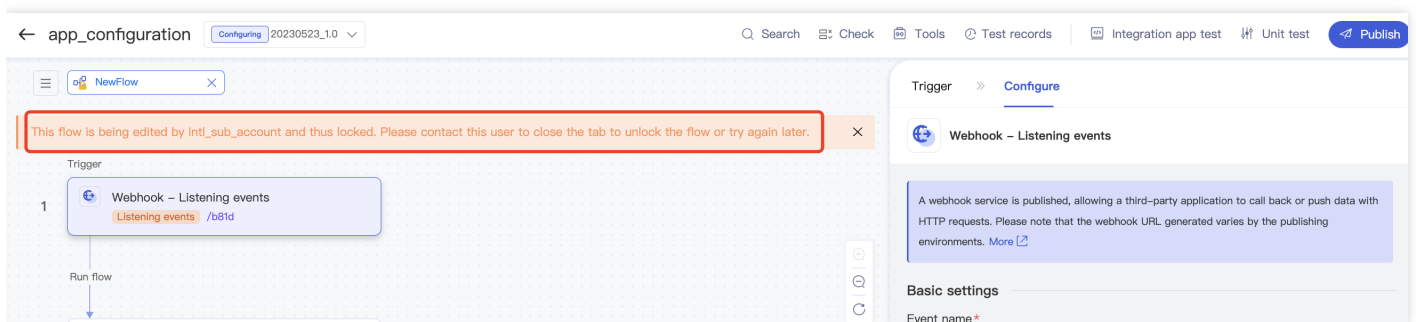 app_configuration Configuring 20230523_1.0 Search Check Tools Test records Integration app test Unit test Publish
NewFlow
Trigger Configure
This flow is being edited by intl_sub_account and thus locked. Please contact this user to close the tab to unlock the flow or try again later.
Webhook – Listening events
Trigger
1
Webhook – Listening events
Listening events /b81d
A webhook service is published, allowing a third-party application to call back or push data with
HTTP requests. Please note that the webhook URL generated varies by the publishing
environments. More
Run flow
Basic settings
Event name*